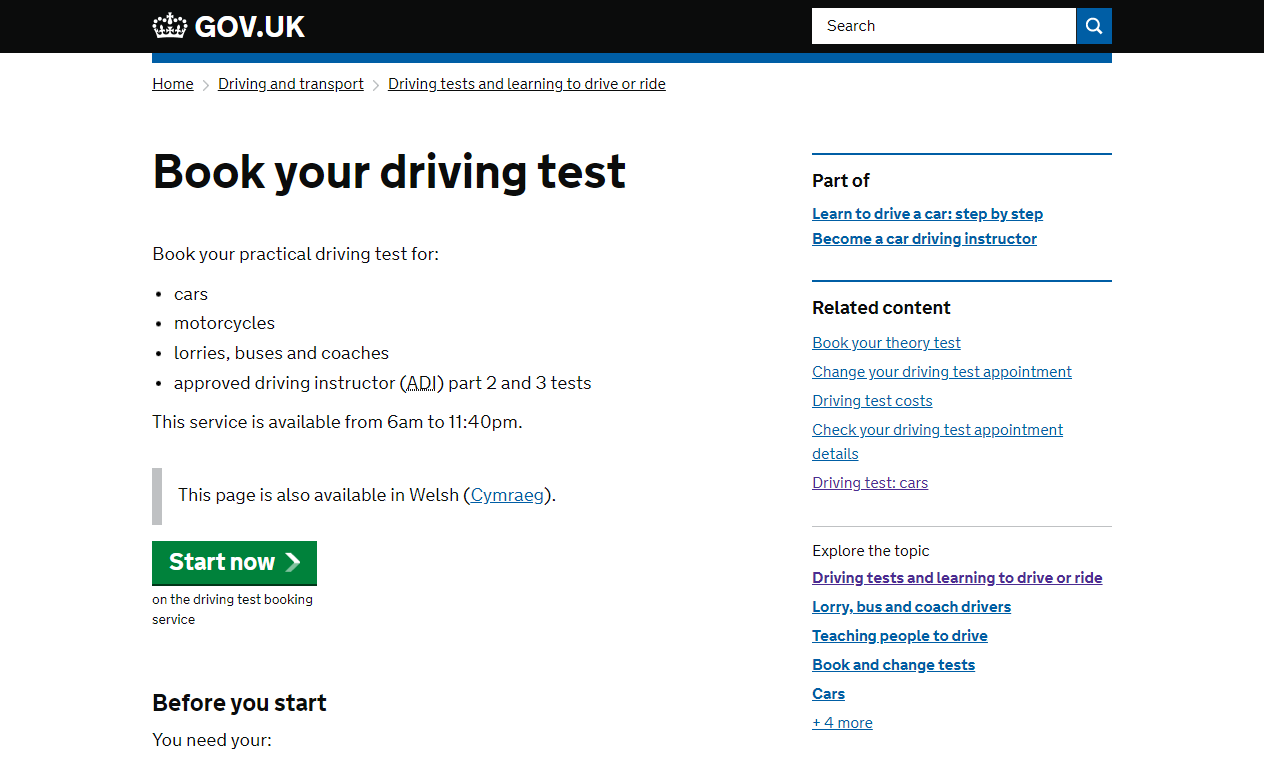 GOV.UK
Search
Home
Driving and transport
Driving tests and learning to drive or ride
Book your driving test
Book your practical driving test for:
• cars
• motorcycles
• lorries, buses and coaches
• approved driving instructor (ADI) part 2 and 3 tests
This service is available from 6am to 11:40pm.
This page is also available in Welsh (Cymraeg).
Start now
on the driving test booking
service
Before you start
You need your:
Part of
Learn to drive a car: step by step
Become a car driving instructor
Related content
Book your theory test
Change your driving test appointment
Driving test costs
Check your driving test appointment
details
Driving test: cars
Explore the topic
Driving tests and learning to drive or ride
Lorry, bus and coach drivers
Teaching people to drive
Book and change tests
Cars
+ 4 more